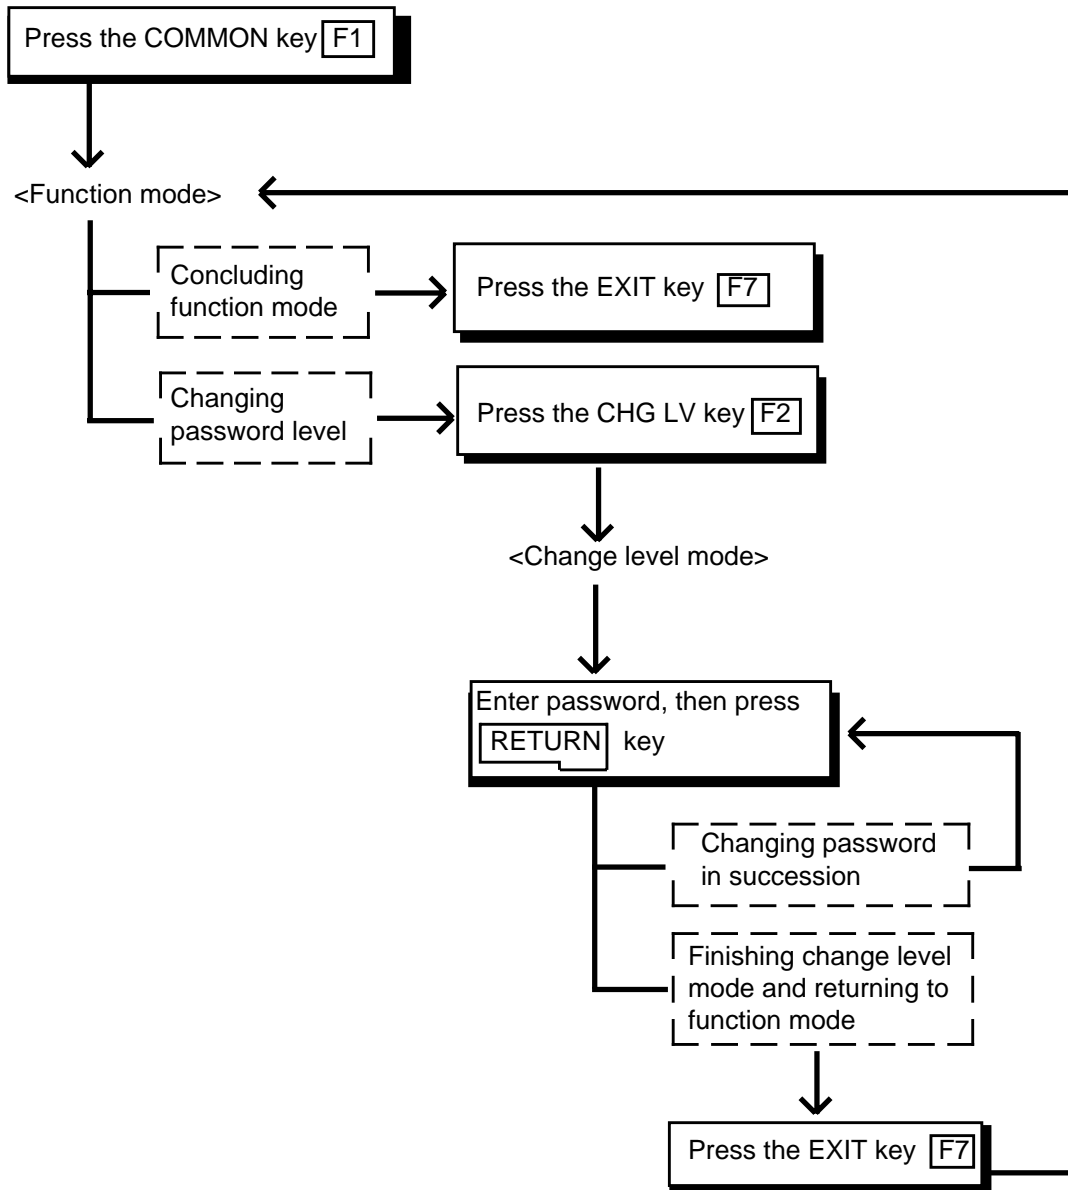 Press the COMMON key F1
<Function mode>
Concluding
function mode
Press the EXIT key F7
Changing
password level
Press the CHG LV key F2
<Change level mode>
Enter password, then press
RETURN key
Changing password
in succession
Finishing change level
mode and returning to
function mode
Press the EXIT key F7